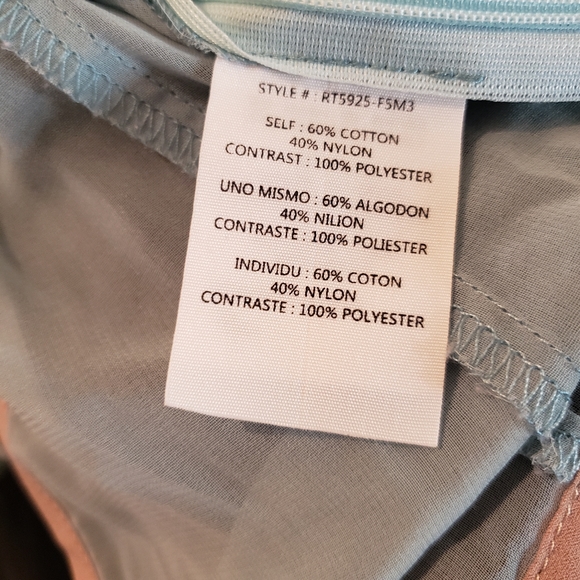 STYLE # : RT5925-F5M3
SELF : 60% COTTON
40% NYLON
CONTRAST : 100% POLYESTER
UNO MISMO : 60% ALGODON
40% NILION
CONTRASTE : 100% POLIESTER
INDIVIDU : 60% COTON
40% NYLON
CONTRASTE : 100% POLYESTER